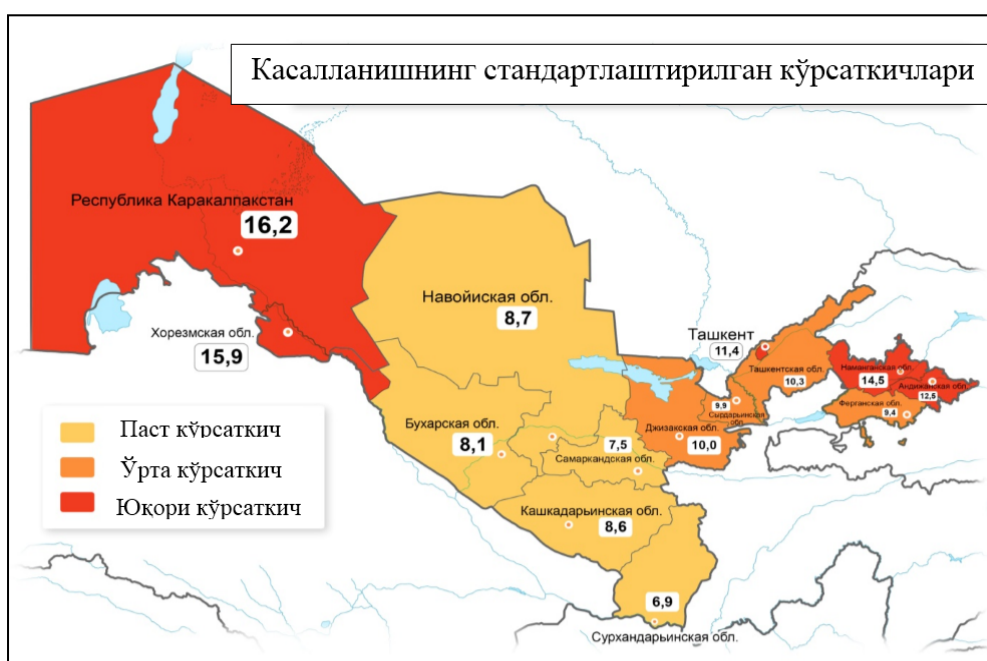 Касалланишнинг стандартлаштирилган кўрсаткичлари
Республика Каракалпакстан
16,2
Хорезмская обл.
15,9
Навойиская обл.
8,7
Ташкент
11,4
Ташкентская обл.
10,3
Наманганская обл.
14,5
Андижанская обл.
12,5
Ферганская обл.
9,4
9,9
Сырдарьинская обл.
Джизакская обл.
10,0
Бухарская обл.
8,1
7,5
Самаркандская обл.
Кашкадарьинская обл.
8,6
6,9
Сурхандарьинская обл.
Паст кўрсаткич
Ўрта кўрсаткич
Юқори кўрсаткич